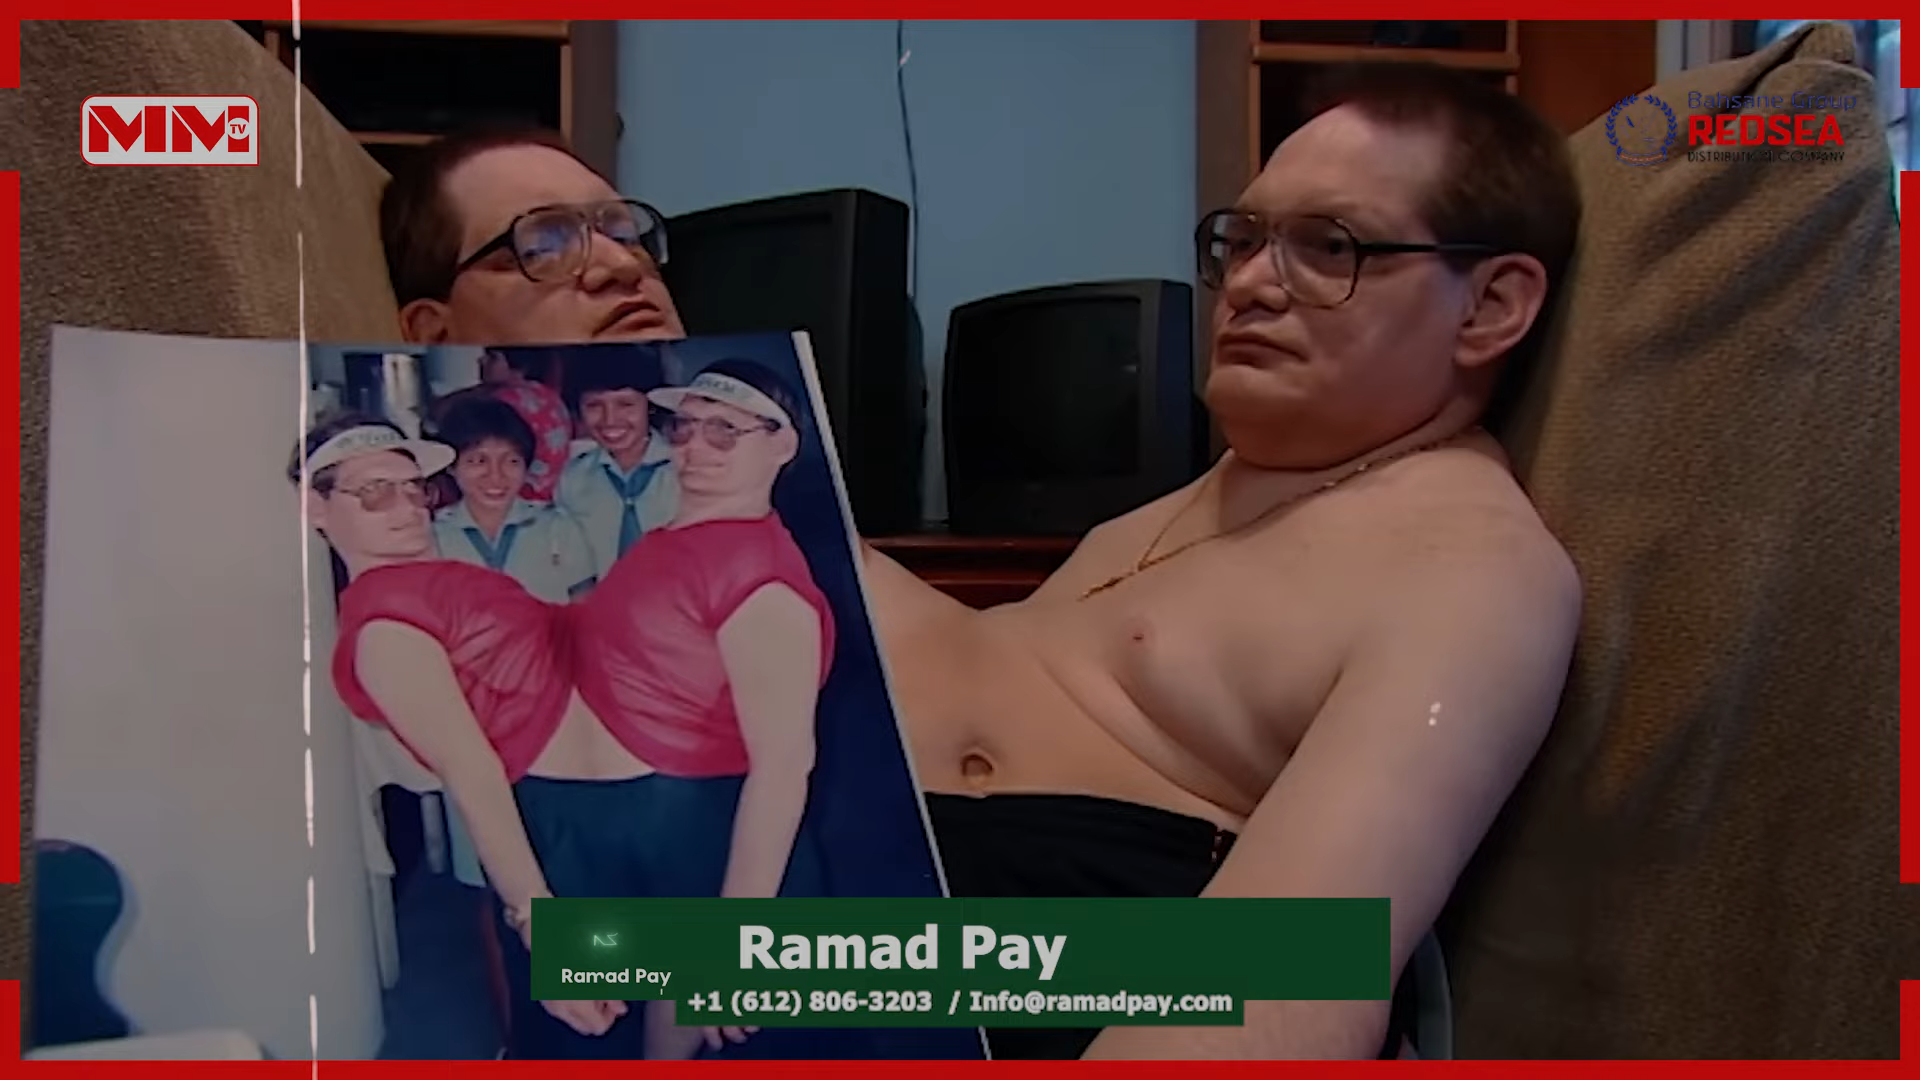 MM TV
Bahsane Group
REDSEA
DISTRIBUTION COMPANY
Ramad Pay
Ramad Pay
+1 (612) 806-3203 / Info@ramadpay.com